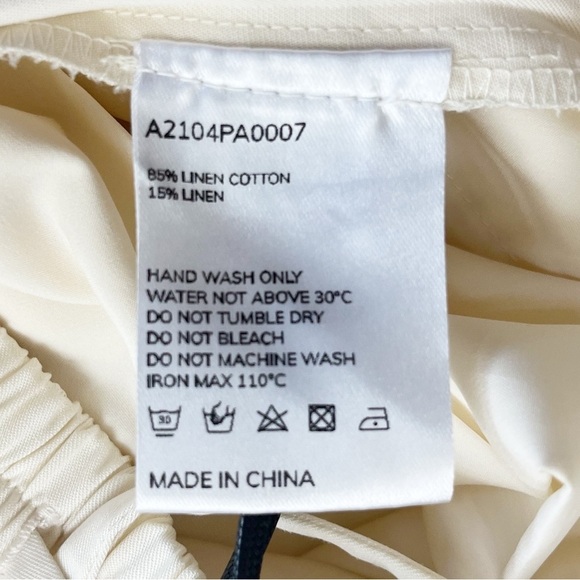 A2104PA0007
85% LINEN COTTON
15% LINEN
HAND WASH ONLY
WATER NOT ABOVE 30°C
DO NOT TUMBLE DRY
DO NOT BLEACH
DO NOT MACHINE WASH
IRON MAX 110°C
30
MADE IN CHINA